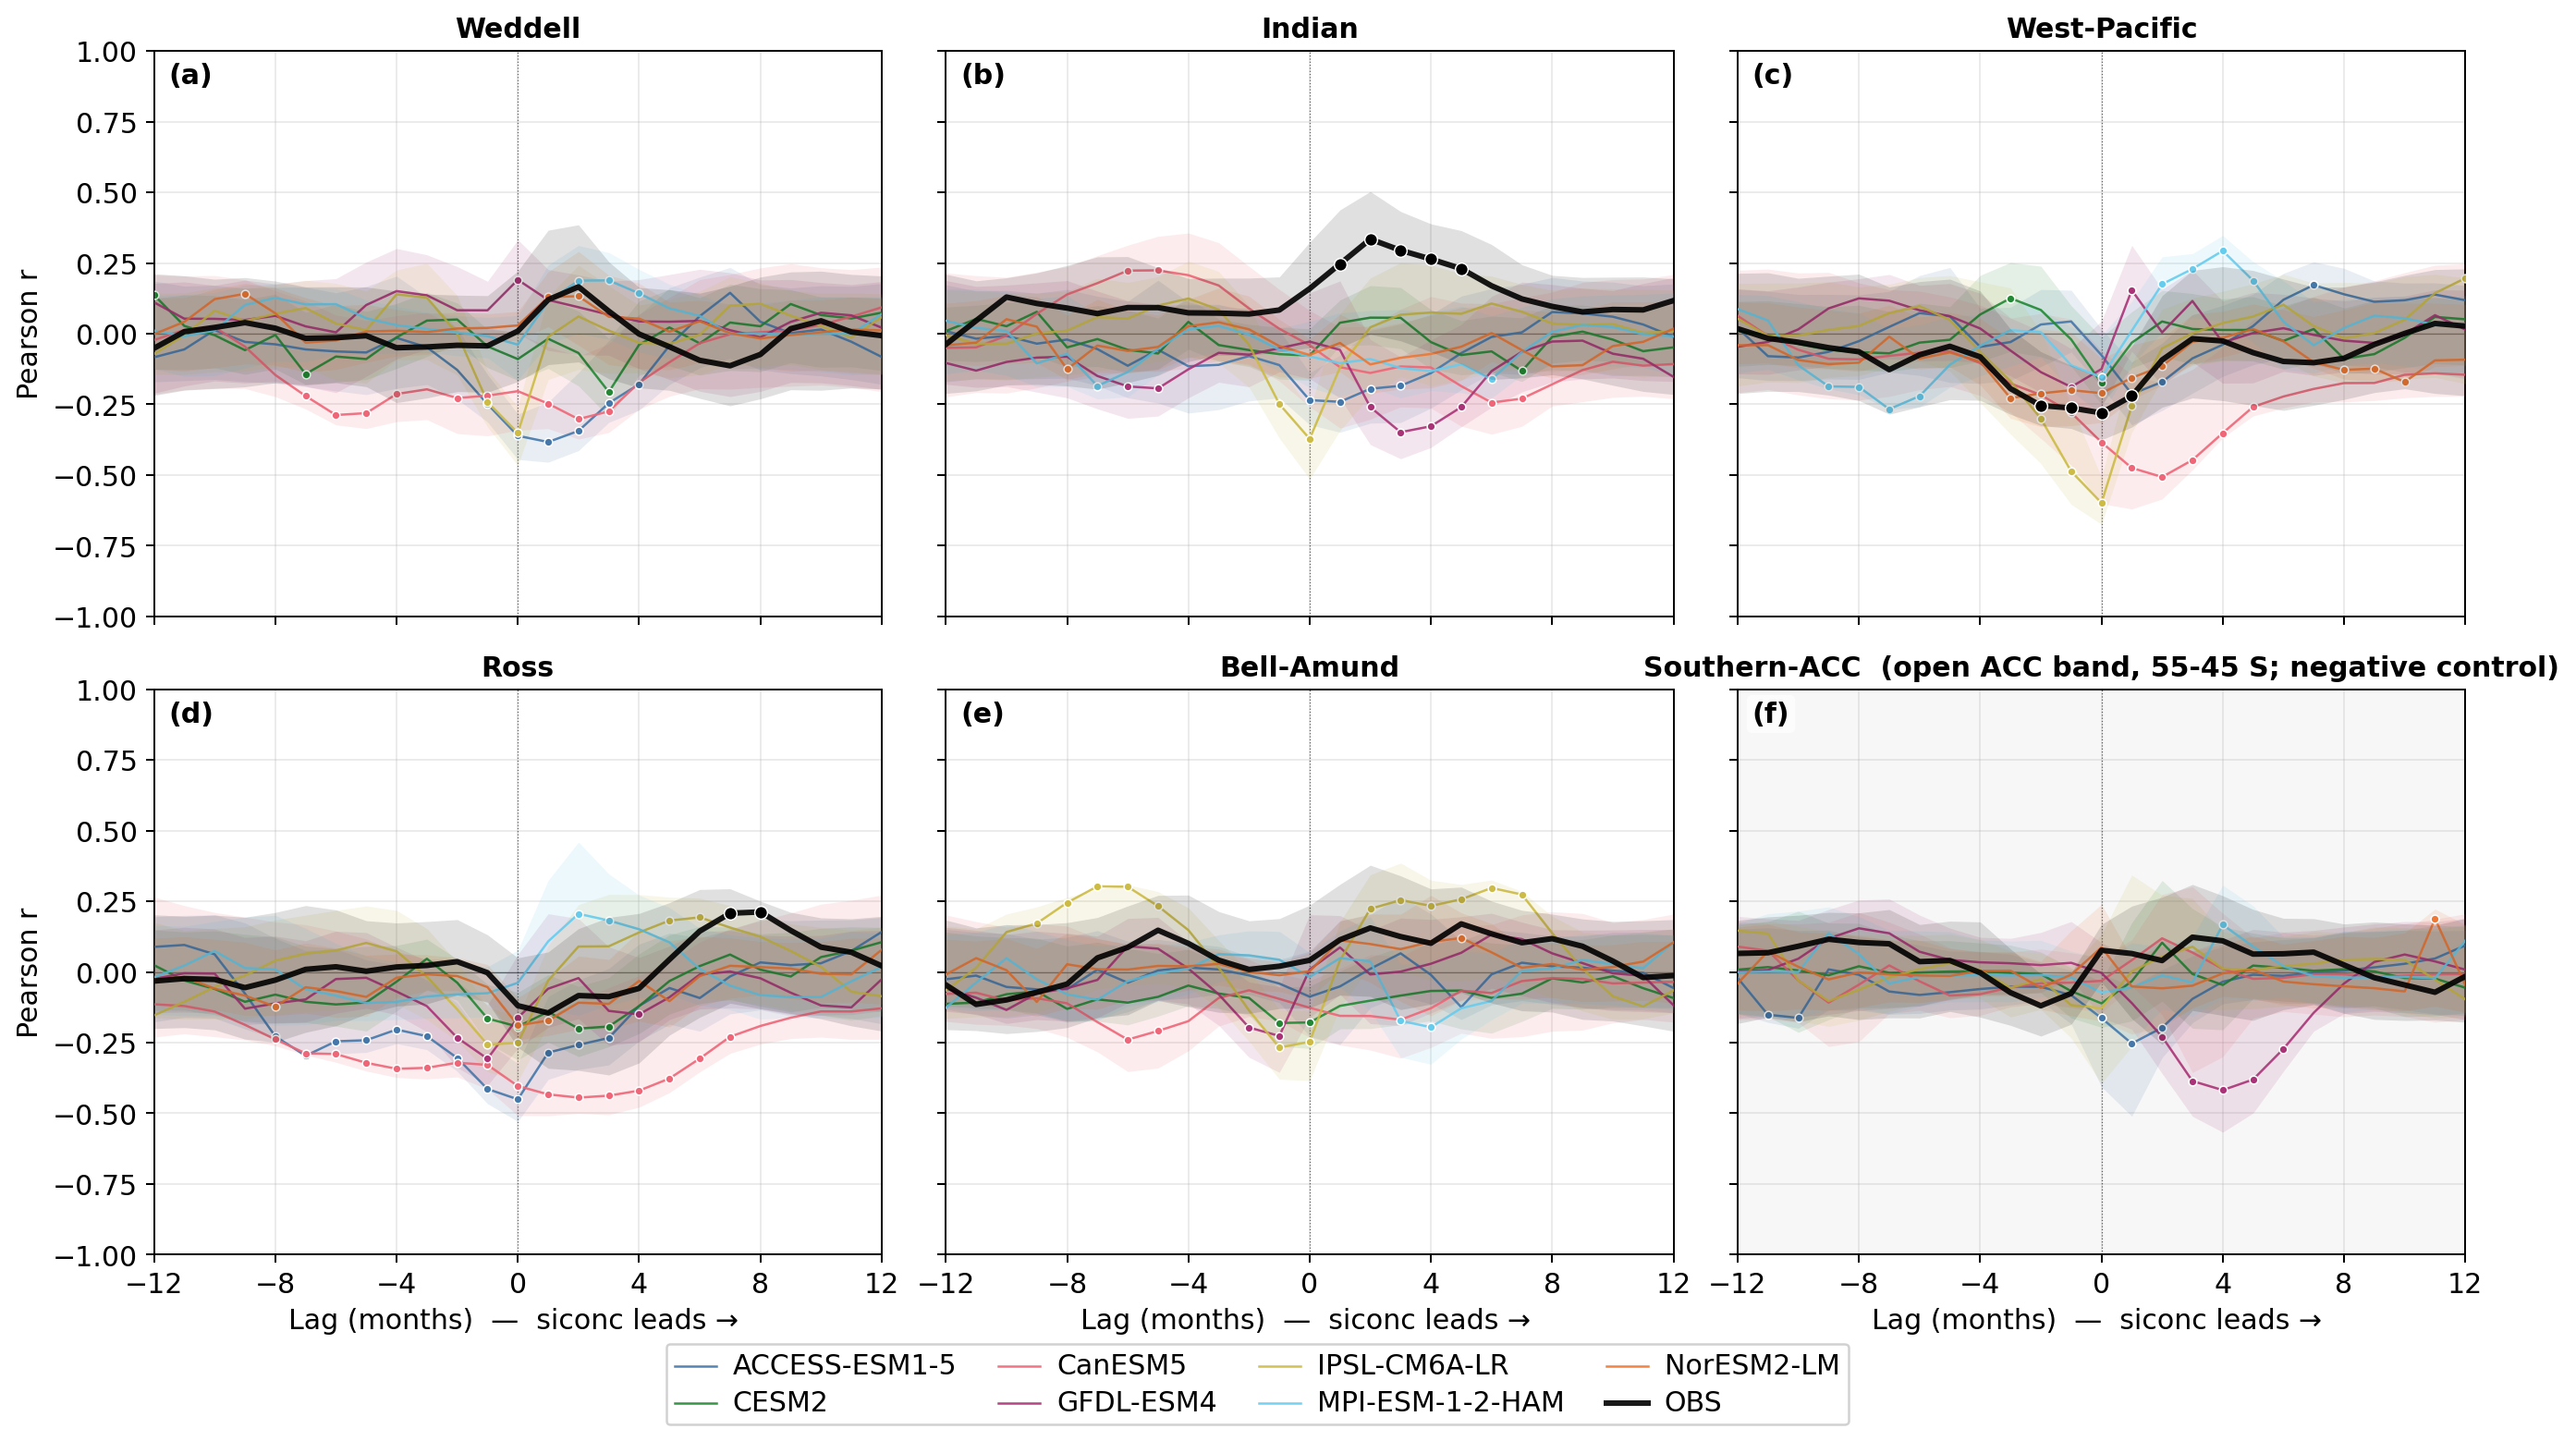 Weddell
Indian
West-Pacific
(a)
(b)
(c)
1.00
0.75
0.50
0.25
0.00
−0.25
−0.50
−0.75
−1.00
Pearson r
Ross
Bell-Amund
Southern-ACC (open ACC band, 55-45 S; negative control)
(d)
(e)
(f)
1.00
0.75
0.50
0.25
0.00
−0.25
−0.50
−0.75
−1.00
Pearson r
−12 −8 −4 0 4 8 12
−12 −8 −4 0 4 8 12
−12 −8 −4 0 4 8 12
Lag (months) — siconc leads →
Lag (months) — siconc leads →
Lag (months) — siconc leads →
ACCESS-ESM1-5
CanESM5
IPSL-CM6A-LR
NorESM2-LM
CESM2
GFDL-ESM4
MPI-ESM-1-2-HAM
OBS